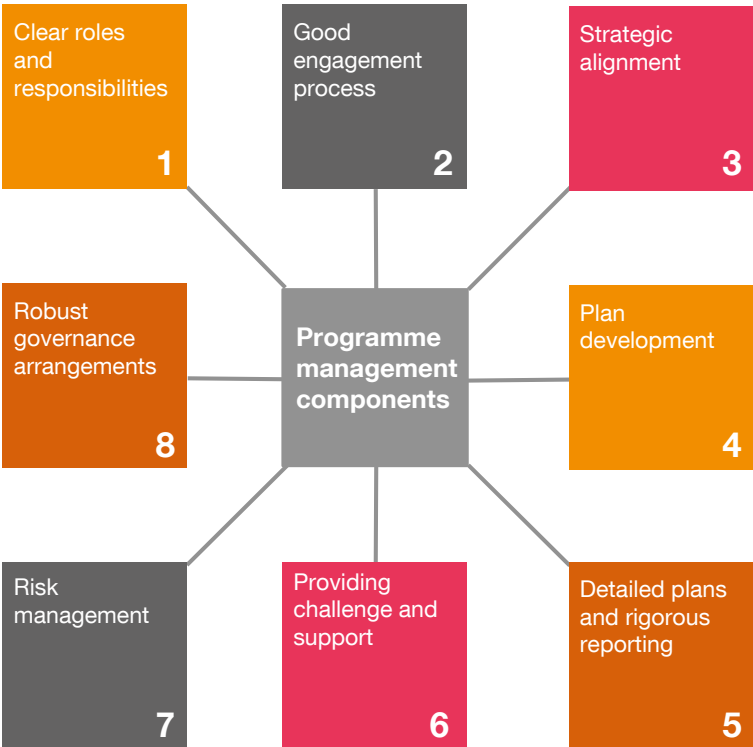 Clear roles
and
responsibilities
1
Good
engagement
process
2
Strategic
alignment
3
Robust
governance
arrangements
8
Programme
management
components
Plan
development
4
Risk
management
7
Providing
challenge and
support
6
Detailed plans
and rigorous
reporting
5